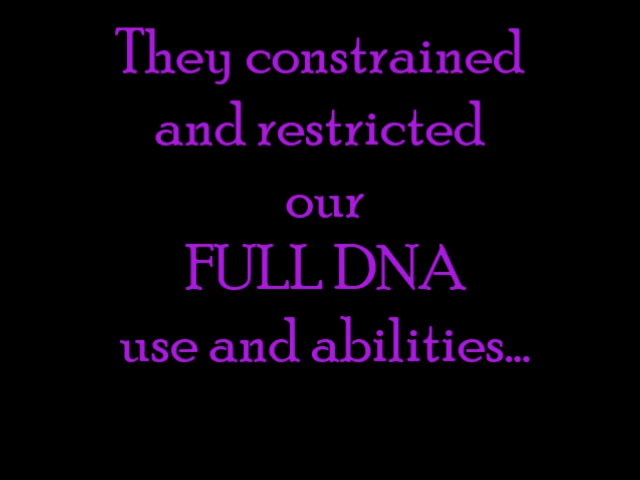 They constrained
and restricted
our
FULL DNA
use and abilities...